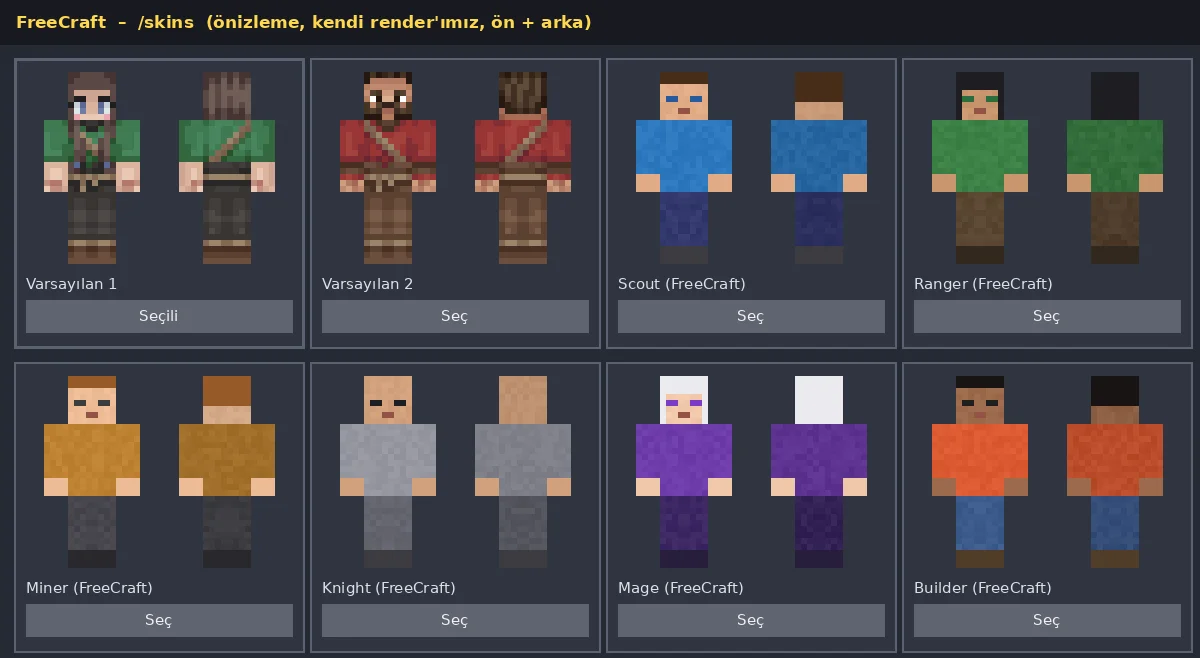 FreeCraft – /skins (önizleme, kendi render'ımız, ön + arka)
Varsayılan 1
Varsayılan 2
Scout (FreeCraft)
Ranger (FreeCraft)
Seçili
Seç
Seç
Seç
Miner (FreeCraft)
Knight (FreeCraft)
Mage (FreeCraft)
Builder (FreeCraft)
Seç
Seç
Seç
Seç